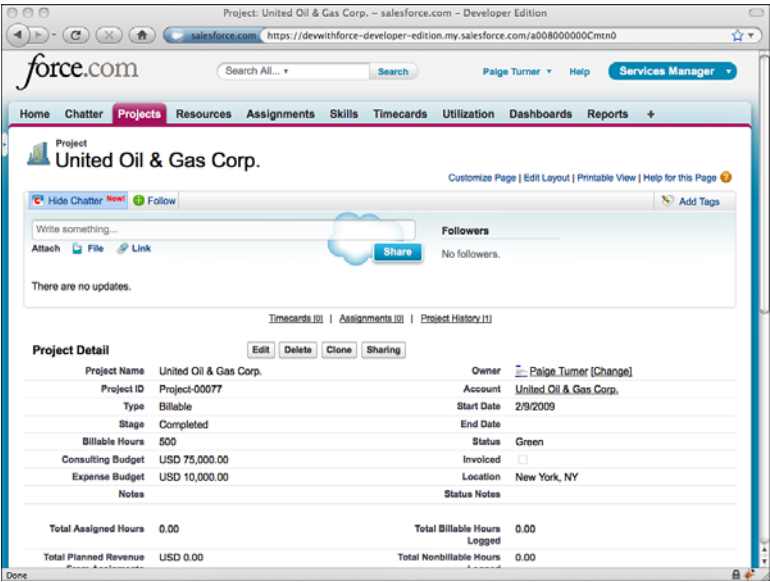 Project: United Oil & Gas Corp. – salesforce.com – Developer Edition
salesforce.com https://devwithforce-developer-edition.my.salesforce.com/a008000000Cmtn0
force.com Search All... Search Paige Turner Help Services Manager
Home Chatter Projects Resources Assignments Skills Timecards Utilization Dashboards Reports +
Project
United Oil & Gas Corp.
Customize Page | Edit Layout | Printable View | Help for this Page ?
Hide Chatter New! Follow Add Tags
Write something... Followers
Attach File Link Share No followers.
There are no updates.
Timecards [0] | Assignments [0] | Project History [1]
Project Detail Edit Delete Clone Sharing
Project Name United Oil & Gas Corp. Owner Paige Turner [Change]
Project ID Project-00077 Account United Oil & Gas Corp.
Type Billable Start Date 2/9/2009
Stage Completed End Date
Billable Hours 500 Status Green
Consulting Budget USD 75,000.00 Invoiced
Expense Budget USD 10,000.00 Location New York, NY
Notes Status Notes
Total Assigned Hours 0.00 Total Billable Hours 0.00
Logged
Total Planned Revenue USD 0.00 Total Nonbillable Hours 0.00
Done